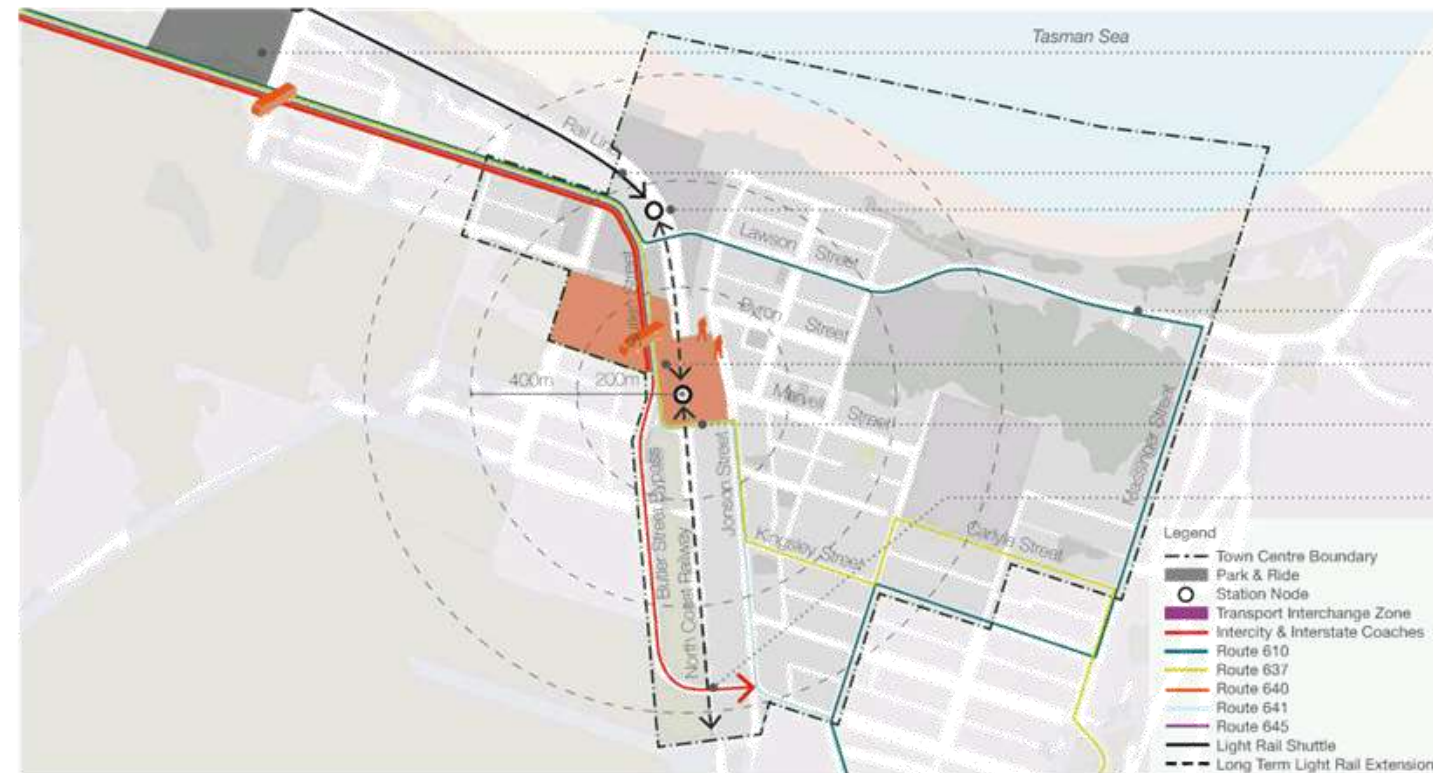 Tasman Sea
Rail Line
Lawson Street
Byron Street
400m
200m
Marvell Street
Massinger Street
Jonson Street
Butler Street Bypass
North Coast Railway
Kingsley Street
Carlyle Street
Legend
Town Centre Boundary
Park & Ride
Station Node
Transport Interchange Zone
Intercity & Interstate Coaches
Route 610
Route 637
Route 640
Route 641
Route 645
Light Rail Shuttle
Long Term Light Rail Extension